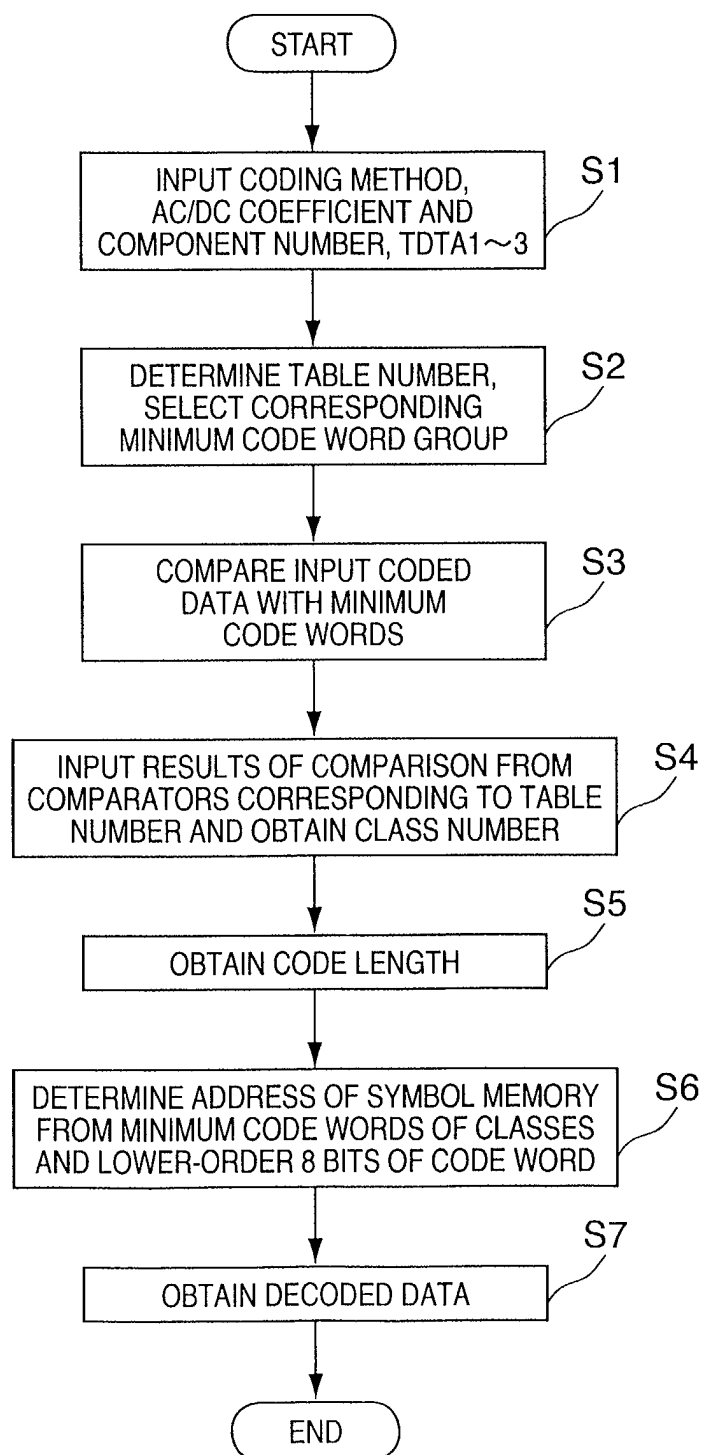 START
INPUT CODING METHOD,
AC/DC COEFFICIENT AND
COMPONENT NUMBER, TDTA1～3
S1
DETERMINE TABLE NUMBER,
SELECT CORRESPONDING
MINIMUM CODE WORD GROUP
S2
COMPARE INPUT CODED
DATA WITH MINIMUM
CODE WORDS
S3
INPUT RESULTS OF COMPARISON FROM
COMPARATORS CORRESPONDING TO TABLE
NUMBER AND OBTAIN CLASS NUMBER
S4
OBTAIN CODE LENGTH
S5
DETERMINE ADDRESS OF SYMBOL MEMORY
FROM MINIMUM CODE WORDS OF CLASSES
AND LOWER-ORDER 8 BITS OF CODE WORD
S6
OBTAIN DECODED DATA
S7
END